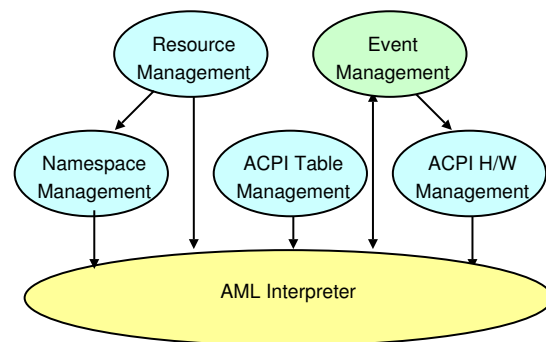 Resource
Management
Event
Management
Namespace
Management
ACPI Table
Management
ACPI H/W
Management
AML Interpreter